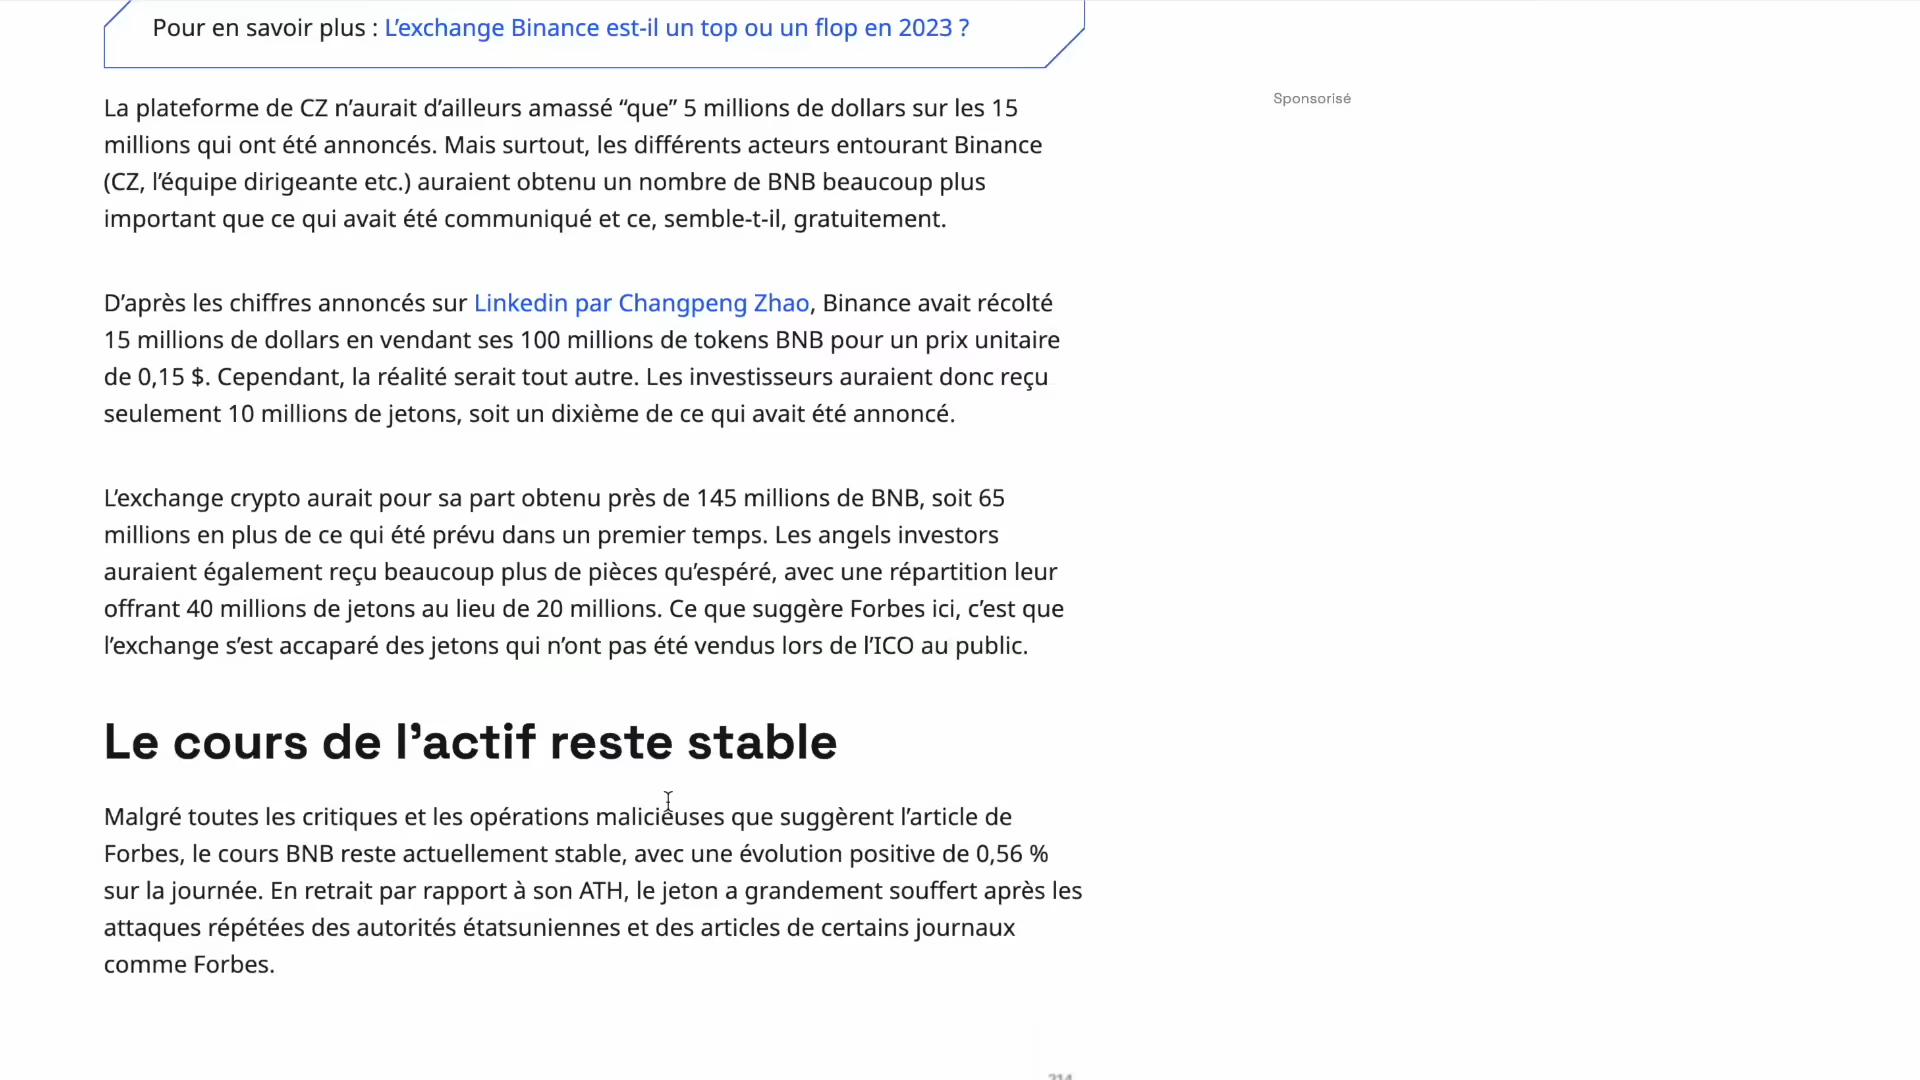 Pour en savoir plus : L’exchange Binance est-il un top ou un flop en 2023 ?
Sponsorisé
La plateforme de CZ n’aurait d’ailleurs amassé “que” 5 millions de dollars sur les 15
millions qui ont été annoncés. Mais surtout, les différents acteurs entourant Binance
(CZ, l’équipe dirigeante etc.) auraient obtenu un nombre de BNB beaucoup plus
important que ce qui avait été communiqué et ce, semble-t-il, gratuitement.
D’après les chiffres annoncés sur Linkedin par Changpeng Zhao, Binance avait récolté
15 millions de dollars en vendant ses 100 millions de tokens BNB pour un prix unitaire
de 0,15 $. Cependant, la réalité serait tout autre. Les investisseurs auraient donc reçu
seulement 10 millions de jetons, soit un dixième de ce qui avait été annoncé.
L’exchange crypto aurait pour sa part obtenu près de 145 millions de BNB, soit 65
millions en plus de ce qui été prévu dans un premier temps. Les angels investors
auraient également reçu beaucoup plus de pièces qu’espéré, avec une répartition leur
offrant 40 millions de jetons au lieu de 20 millions. Ce que suggère Forbes ici, c’est que
l’exchange s’est accaparé des jetons qui n’ont pas été vendus lors de l’ICO au public.
Le cours de l’actif reste stable
Malgré toutes les critiques et les opérations malicieuses que suggèrent l’article de
Forbes, le cours BNB reste actuellement stable, avec une évolution positive de 0,56 %
sur la journée. En retrait par rapport à son ATH, le jeton a grandement souffert après les
attaques répétées des autorités étatsuniennes et des articles de certains journaux
comme Forbes.